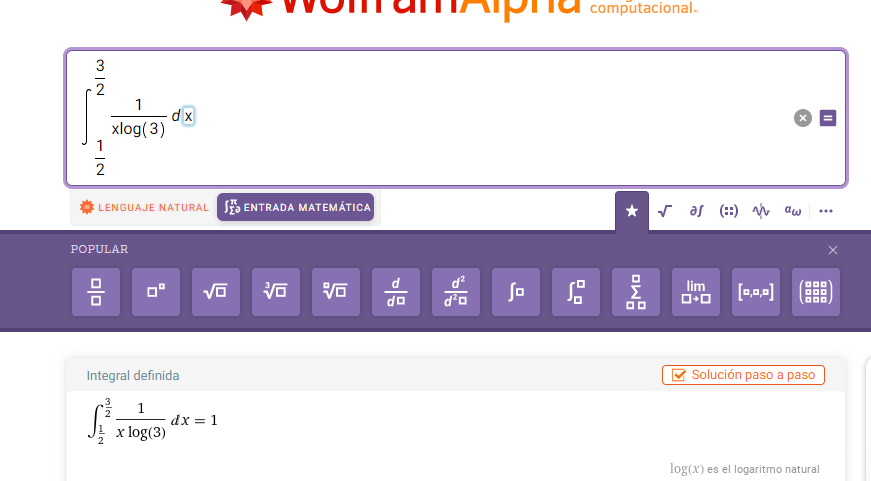 WolframAlpha computacional.
∫_{1/2}^{3/2} 1/(xlog(3)) dx
LENGUAJE NATURAL ENTRADA MATEMÁTICA
POPULAR
d/d□ d²/d²□ ∫□ ∫ Σ lim □→□
Integral definida Solución paso a paso
∫_{1/2}^{3/2} 1/(x log(3)) dx = 1
log(x) es el logaritmo natural